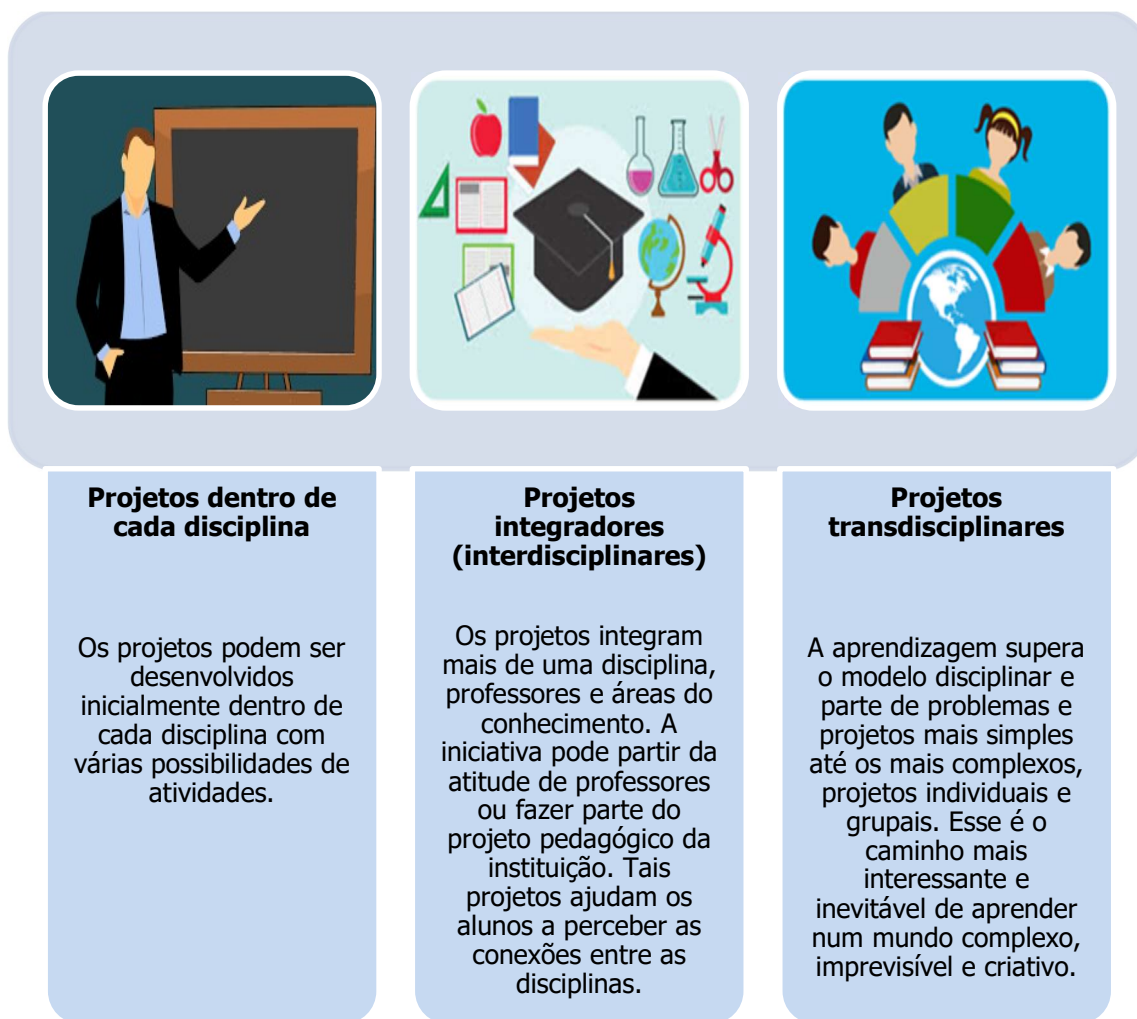 Projetos dentro de
cada disciplina
Os projetos podem ser
desenvolvidos
inicialmente dentro de
cada disciplina com
várias possibilidades de
atividades.
Projetos
integradores
(interdisciplinares)
Os projetos integram
mais de uma disciplina,
professores e áreas do
conhecimento. A
iniciativa pode partir da
atitude de professores
ou fazer parte do
projeto pedagógico da
instituição. Tais
projetos ajudam os
alunos a perceber as
conexões entre as
disciplinas.
Projetos
transdisciplinares
A aprendizagem supera
o modelo disciplinar e
parte de problemas e
projetos mais simples
até os mais complexos,
projetos individuais e
grupais. Esse é o
caminho mais
interessante e
inevitável de aprender
num mundo complexo,
imprevisível e criativo.